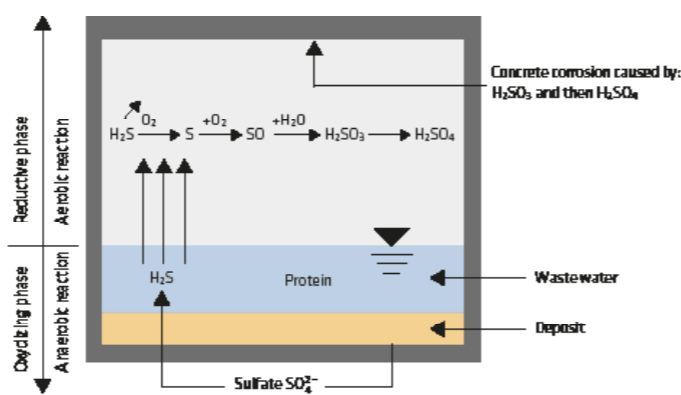 Concrete corrosion caused by:
H₂SO₃ and then H₂SO₄
O₂ +O₂ +H₂O
H₂S S SO H₂SO₃ H₂SO₄
Reductive phase
Aerobic reaction
H₂S Protein
Wastewater
Deposit
Oxydizing phase
Anaerobic reaction
Sulfate SO₄²⁻